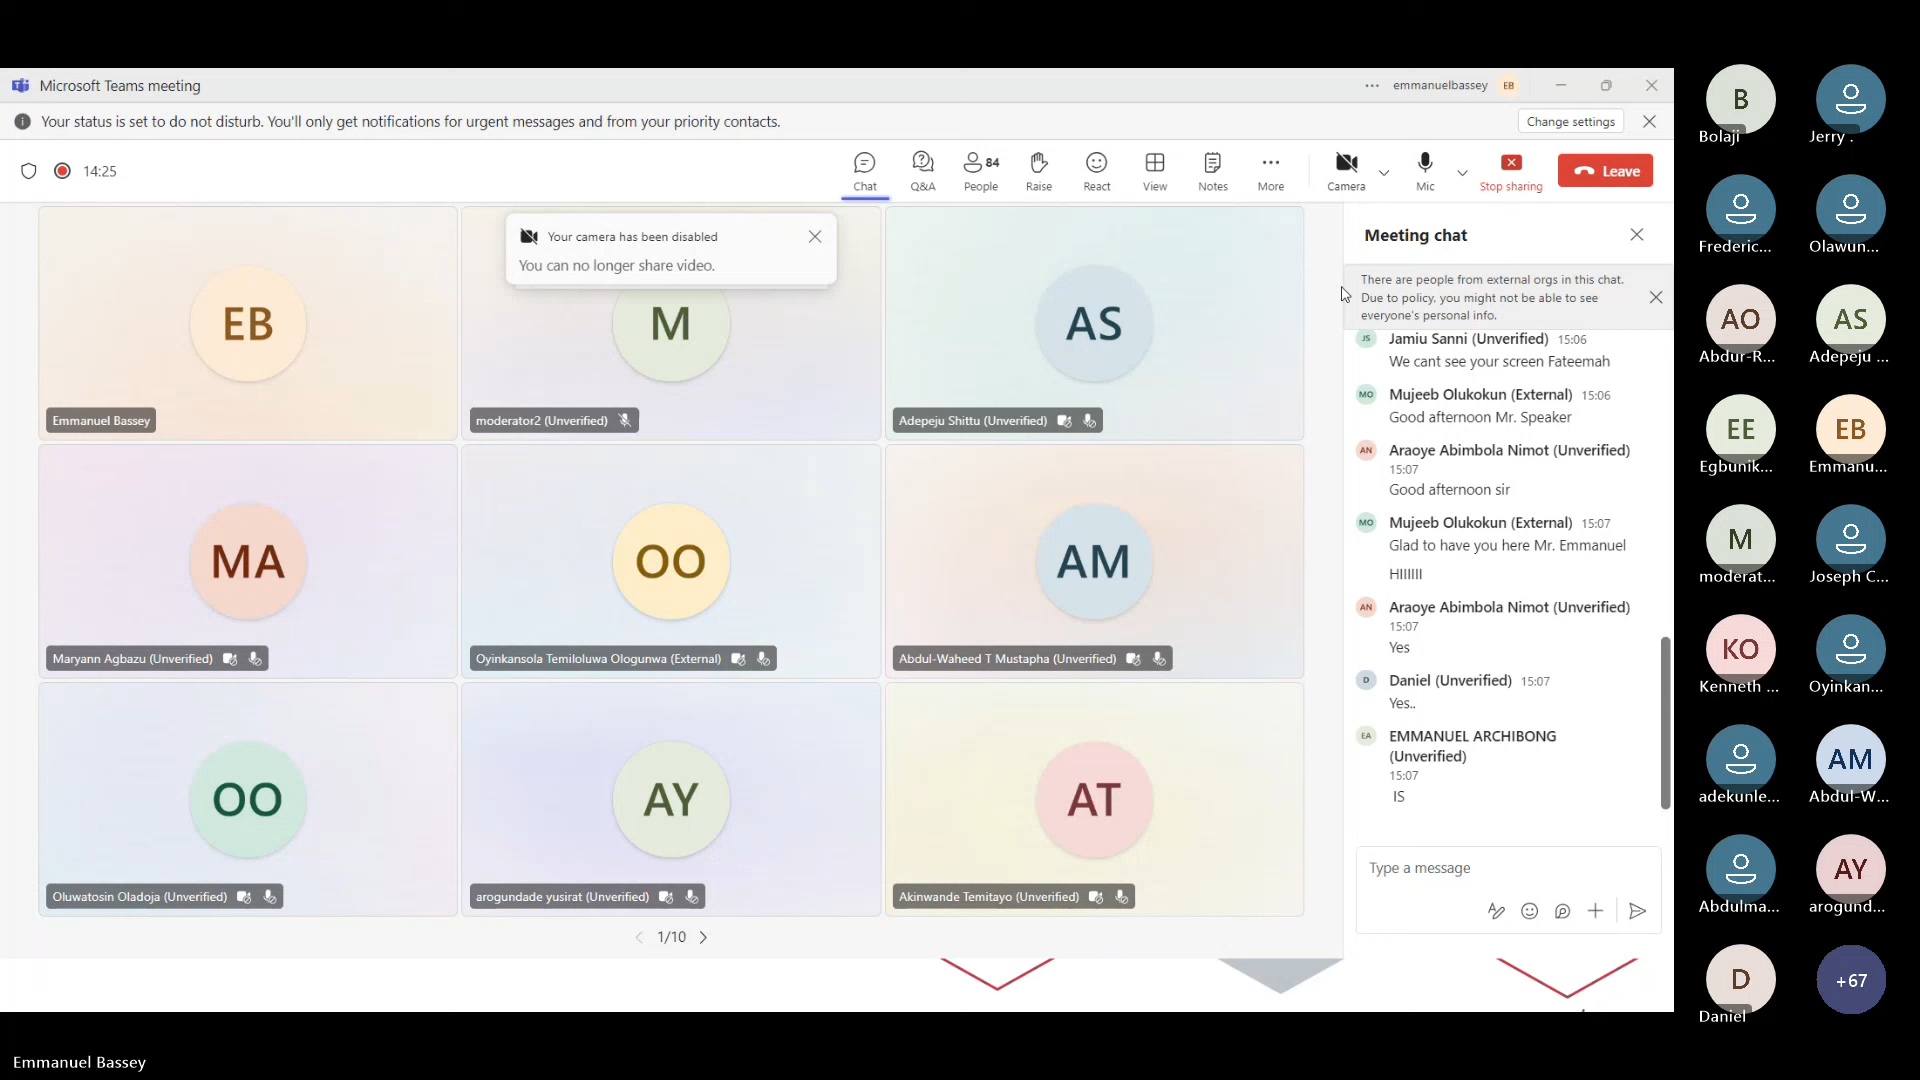 Microsoft Teams meeting
emmanuelbassey
EB
Your status is set to do not disturb. You'll only get notifications for urgent messages and from your priority contacts.
Change settings
14:25
84
Chat
Q&A
People
Raise
React
View
Notes
More
Camera
Mic
Stop sharing
Leave
EB
Emmanuel Bassey
Your camera has been disabled
You can no longer share video.
M
moderator2 (Unverified)
AS
Adepeju Shittu (Unverified)
MA
Maryann Agbazu (Unverified)
OO
Oyinkansola Temiloluwa Ologunwa (External)
AM
Abdul-Waheed T Mustapha (Unverified)
OO
Oluwatosin Oladoja (Unverified)
AY
arogundade yusirat (Unverified)
AT
Akinwande Temitayo (Unverified)
1/10
Meeting chat
There are people from external orgs in this chat.
Due to policy, you might not be able to see
everyone's personal info.
JS
Jamiu Sanni (Unverified) 15:06
We cant see your screen Fateemah
MO
Mujeeb Olukokun (External) 15:06
Good afternoon Mr. Speaker
AN
Araoye Abimbola Nimot (Unverified)
15:07
Good afternoon sir
MO
Mujeeb Olukokun (External) 15:07
Glad to have you here Mr. Emmanuel
HIIIIII
AN
Araoye Abimbola Nimot (Unverified)
15:07
Yes
D
Daniel (Unverified) 15:07
Yes..
EA
EMMANUEL ARCHIBONG
(Unverified)
15:07
IS
Type a message
B
Bolaji
Jerry .
Frederic...
Olawun...
AO
Abdur-R...
AS
Adepeju ...
EE
Egbunik...
EB
Emmanu...
M
moderat...
Joseph C...
KO
Kenneth ...
Oyinkan...
adekunle...
AM
Abdul-W...
Abdulma...
AY
arogund...
D
Daniel
+67
Emmanuel Bassey